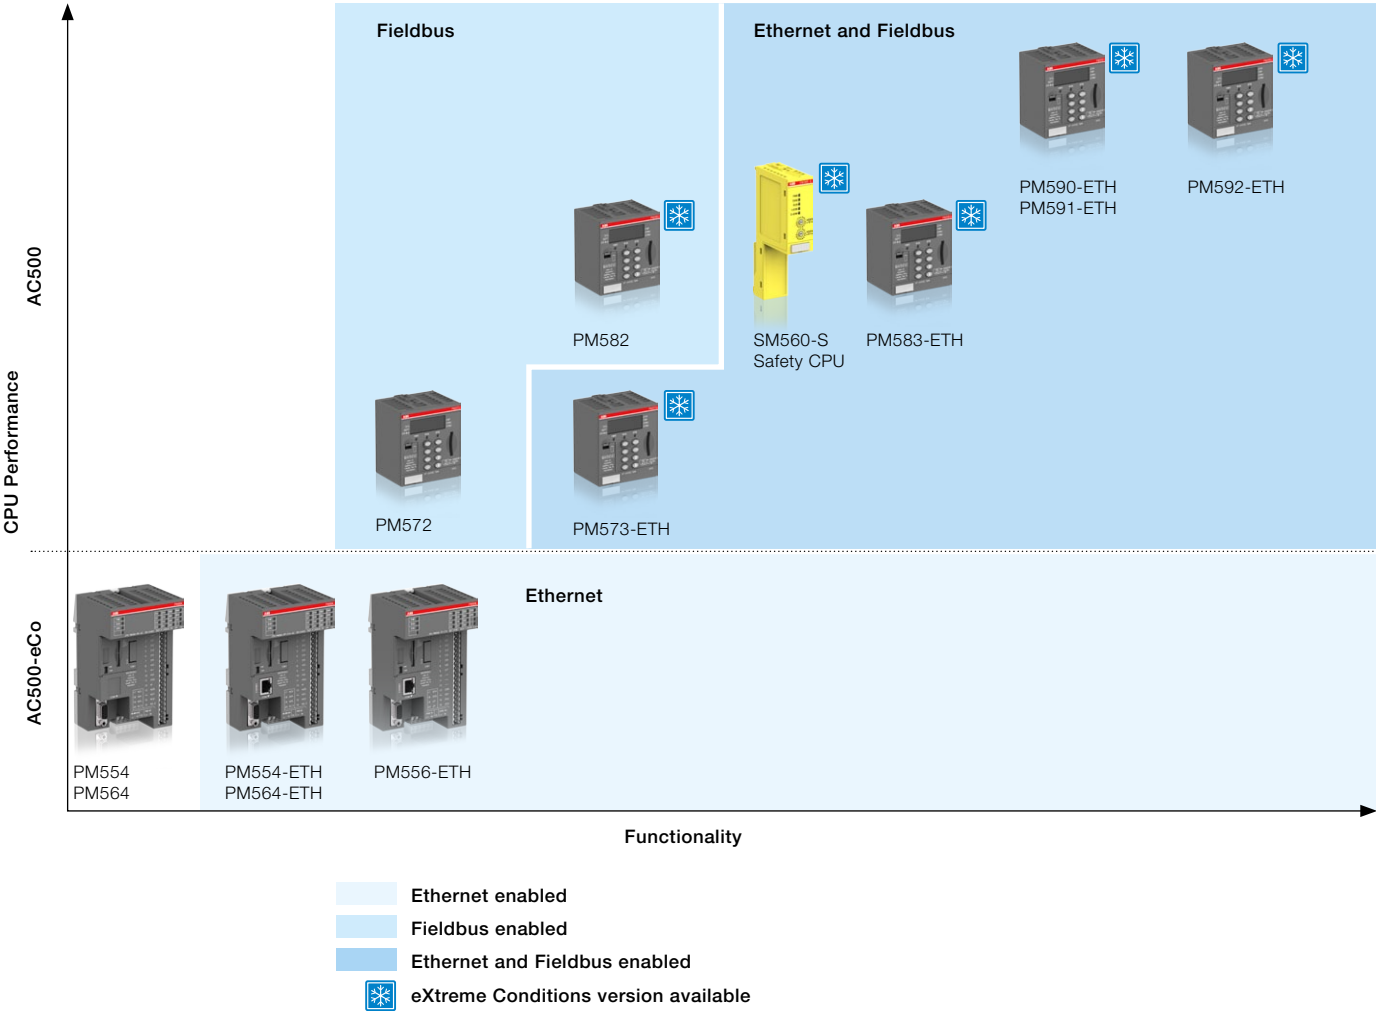 Fieldbus
Ethernet and Fieldbus
PM590-ETH
PM591-ETH
PM592-ETH
AC500
PM582
SM560-S
Safety CPU
PM583-ETH
CPU Performance
PM572
PM573-ETH
Ethernet
AC500-eCo
PM554
PM564
PM554-ETH
PM564-ETH
PM556-ETH
Functionality
Ethernet enabled
Fieldbus enabled
Ethernet and Fieldbus enabled
eXtreme Conditions version available